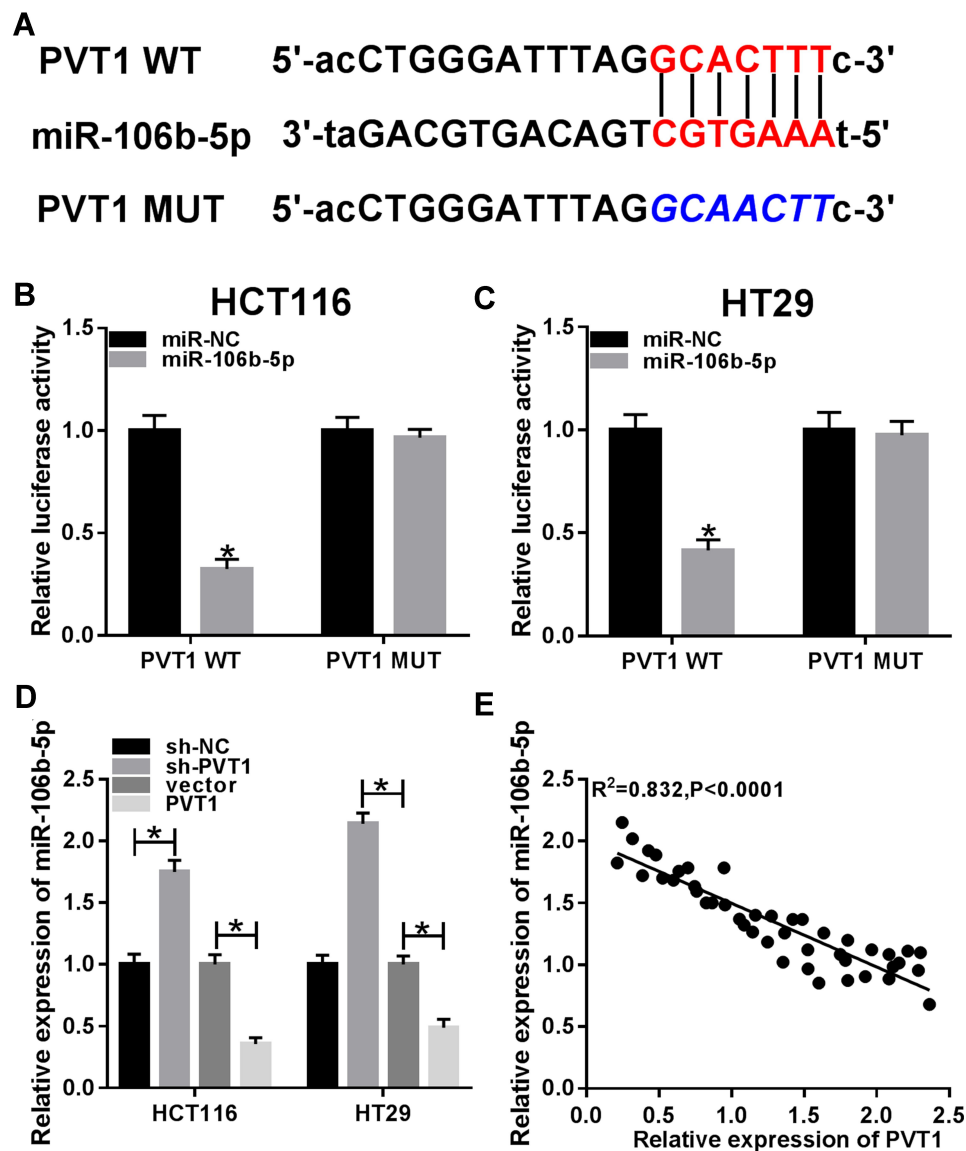 A
PVT1 WT 5'-acCTGGGATTTAGGCACTTTc-3'
miR-106b-5p 3'-taGACGTGACAGTCGTGAAAt-5'
PVT1 MUT 5'-acCTGGGATTTAGGCAACTTc-3'
B
HCT116
Relative luciferase activity
1.5
1.0
0.5
0.0
miR-NC
miR-106b-5p
*
PVT1 WT
PVT1 MUT
C
HT29
Relative luciferase activity
1.5
1.0
0.5
0.0
miR-NC
miR-106b-5p
*
PVT1 WT
PVT1 MUT
D
Relative expression of miR-106b-5p
2.5
2.0
1.5
1.0
0.5
0.0
sh-NC
sh-PVT1
vector
PVT1
*
*
*
*
HCT116
HT29
E
Relative expression of miR-106b-5p
2.5
2.0
1.5
1.0
0.5
0.0
R²=0.832,P<0.0001
0.0
0.5
1.0
1.5
2.0
2.5
Relative expression of PVT1